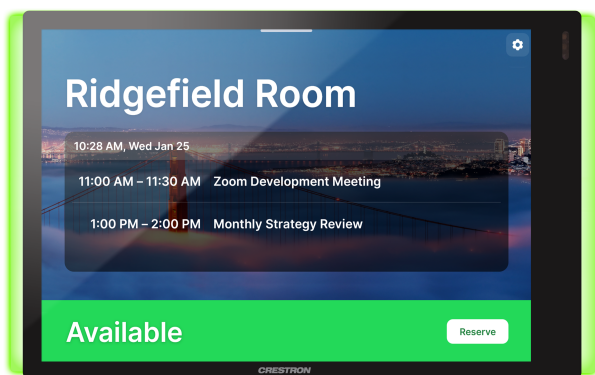 Ridgefield Room
10:28 AM, Wed Jan 25
11:00 AM – 11:30 AM Zoom Development Meeting
1:00 PM – 2:00 PM Monthly Strategy Review
Available Reserve
CRESTRON